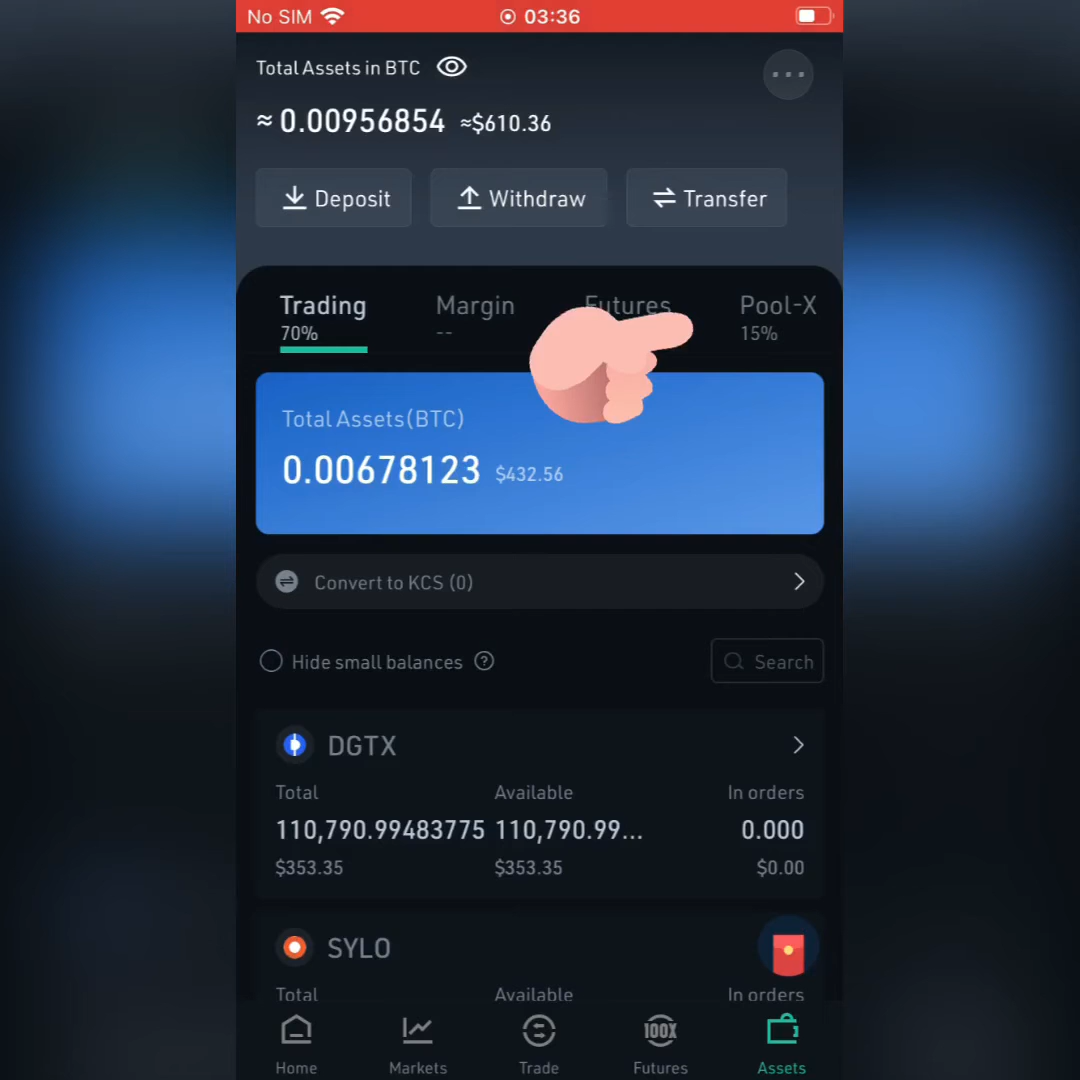 No SIM 03:36
Total Assets in BTC
≈ 0.00956854 ≈$610.36
Deposit Withdraw Transfer
Trading Margin Futures Pool-X
70% -- 15%
Total Assets(BTC)
0.00678123 $432.56
Convert to KCS (0)
Hide small balances ? Search
DGTX
Total Available In orders
110,790.99483775 110,790.99... 0.000
$353.35 $353.35 $0.00
SYLO
Total Available In orders
100X
Home Markets Trade Futures Assets